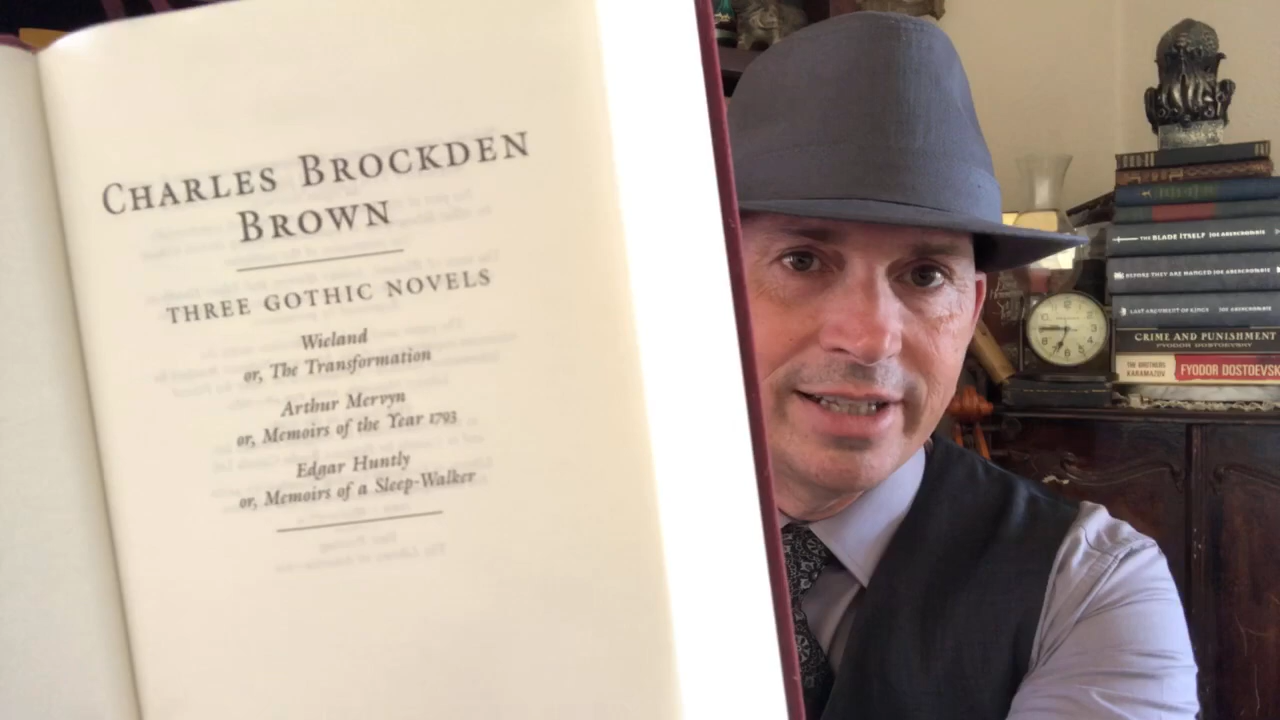 CHARLES BROCKDEN
BROWN
THREE GOTHIC NOVELS
Wieland
or, The Transformation
Arthur Mervyn
or, Memoirs of the Year 1793
Edgar Huntly
or, Memoirs of a Sleep-Walker
THE BLADE ITSELF JOE ABERCROMBIE
BEFORE THEY ARE HANGED JOE ABERCROMBIE
LAST ARGUMENT OF KINGS JOE ABERCROMBIE
CRIME AND PUNISHMENT
FYODOR DOSTOEVSKY
THE BROTHERS
KARAMAZOV
FYODOR DOSTOEVSK